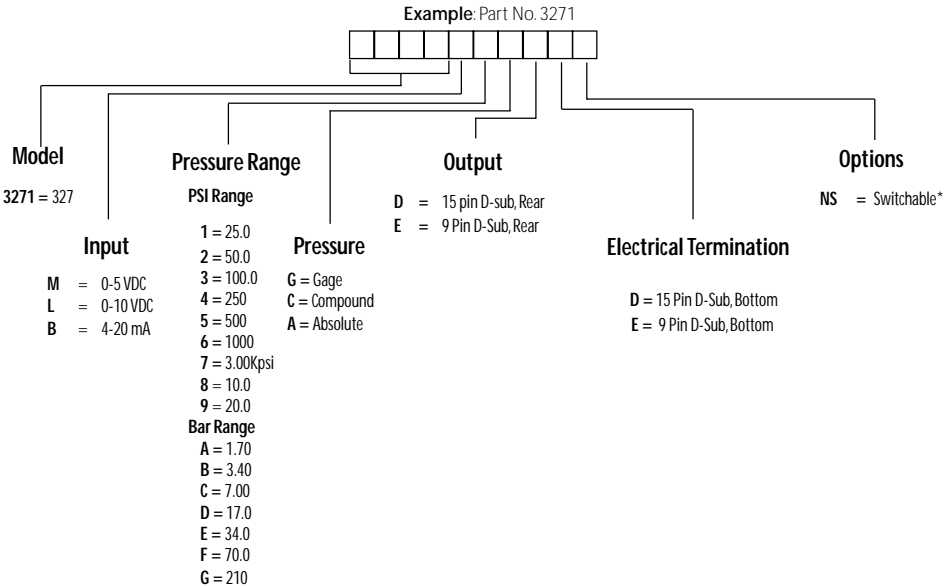 Example: Part No. 3271
Model
3271 = 327
Input
M = 0-5 VDC
L = 0-10 VDC
B = 4-20 mA
Pressure Range
PSI Range
1 = 25.0
2 = 50.0
3 = 100.0
4 = 250
5 = 500
6 = 1000
7 = 3.00Kpsi
8 = 10.0
9 = 20.0
Bar Range
A = 1.70
B = 3.40
C = 7.00
D = 17.0
E = 34.0
F = 70.0
G = 210
Pressure
G = Gage
C = Compound
A = Absolute
Output
D = 15 pin D-sub, Rear
E = 9 Pin D-Sub, Rear
Electrical Termination
D = 15 Pin D-Sub, Bottom
E = 9 Pin D-Sub, Bottom
Options
NS = Switchable*